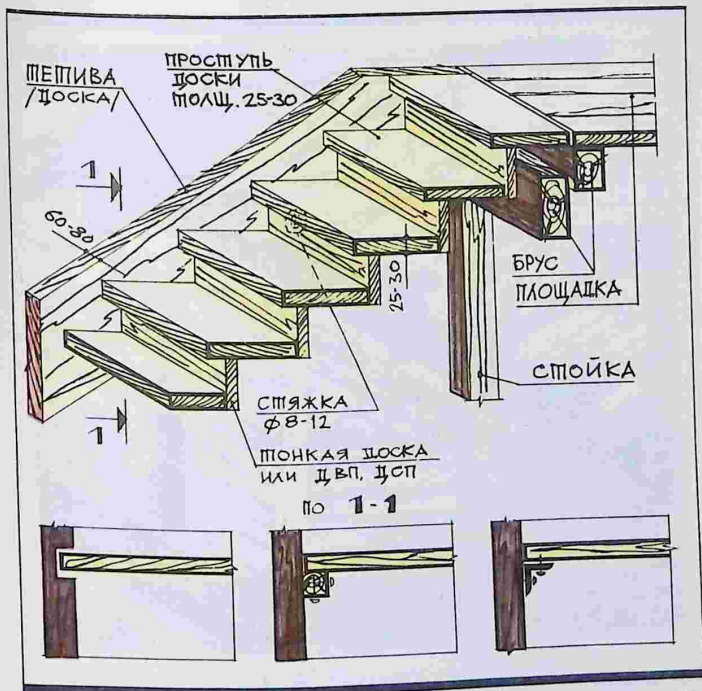 ТЕТИВА
/ДОСКА/
ПРОСТУПЬ
ДОСКИ
ТОЛЩ. 25-30
1
60-80
25-30
БРУС
ПЛОЩАДКА
СТОЙКА
СТЯЖКА
φ8-12
1
ТОНКАЯ ДОСКА
ИЛИ ДВП, ДСП
ПО 1-1